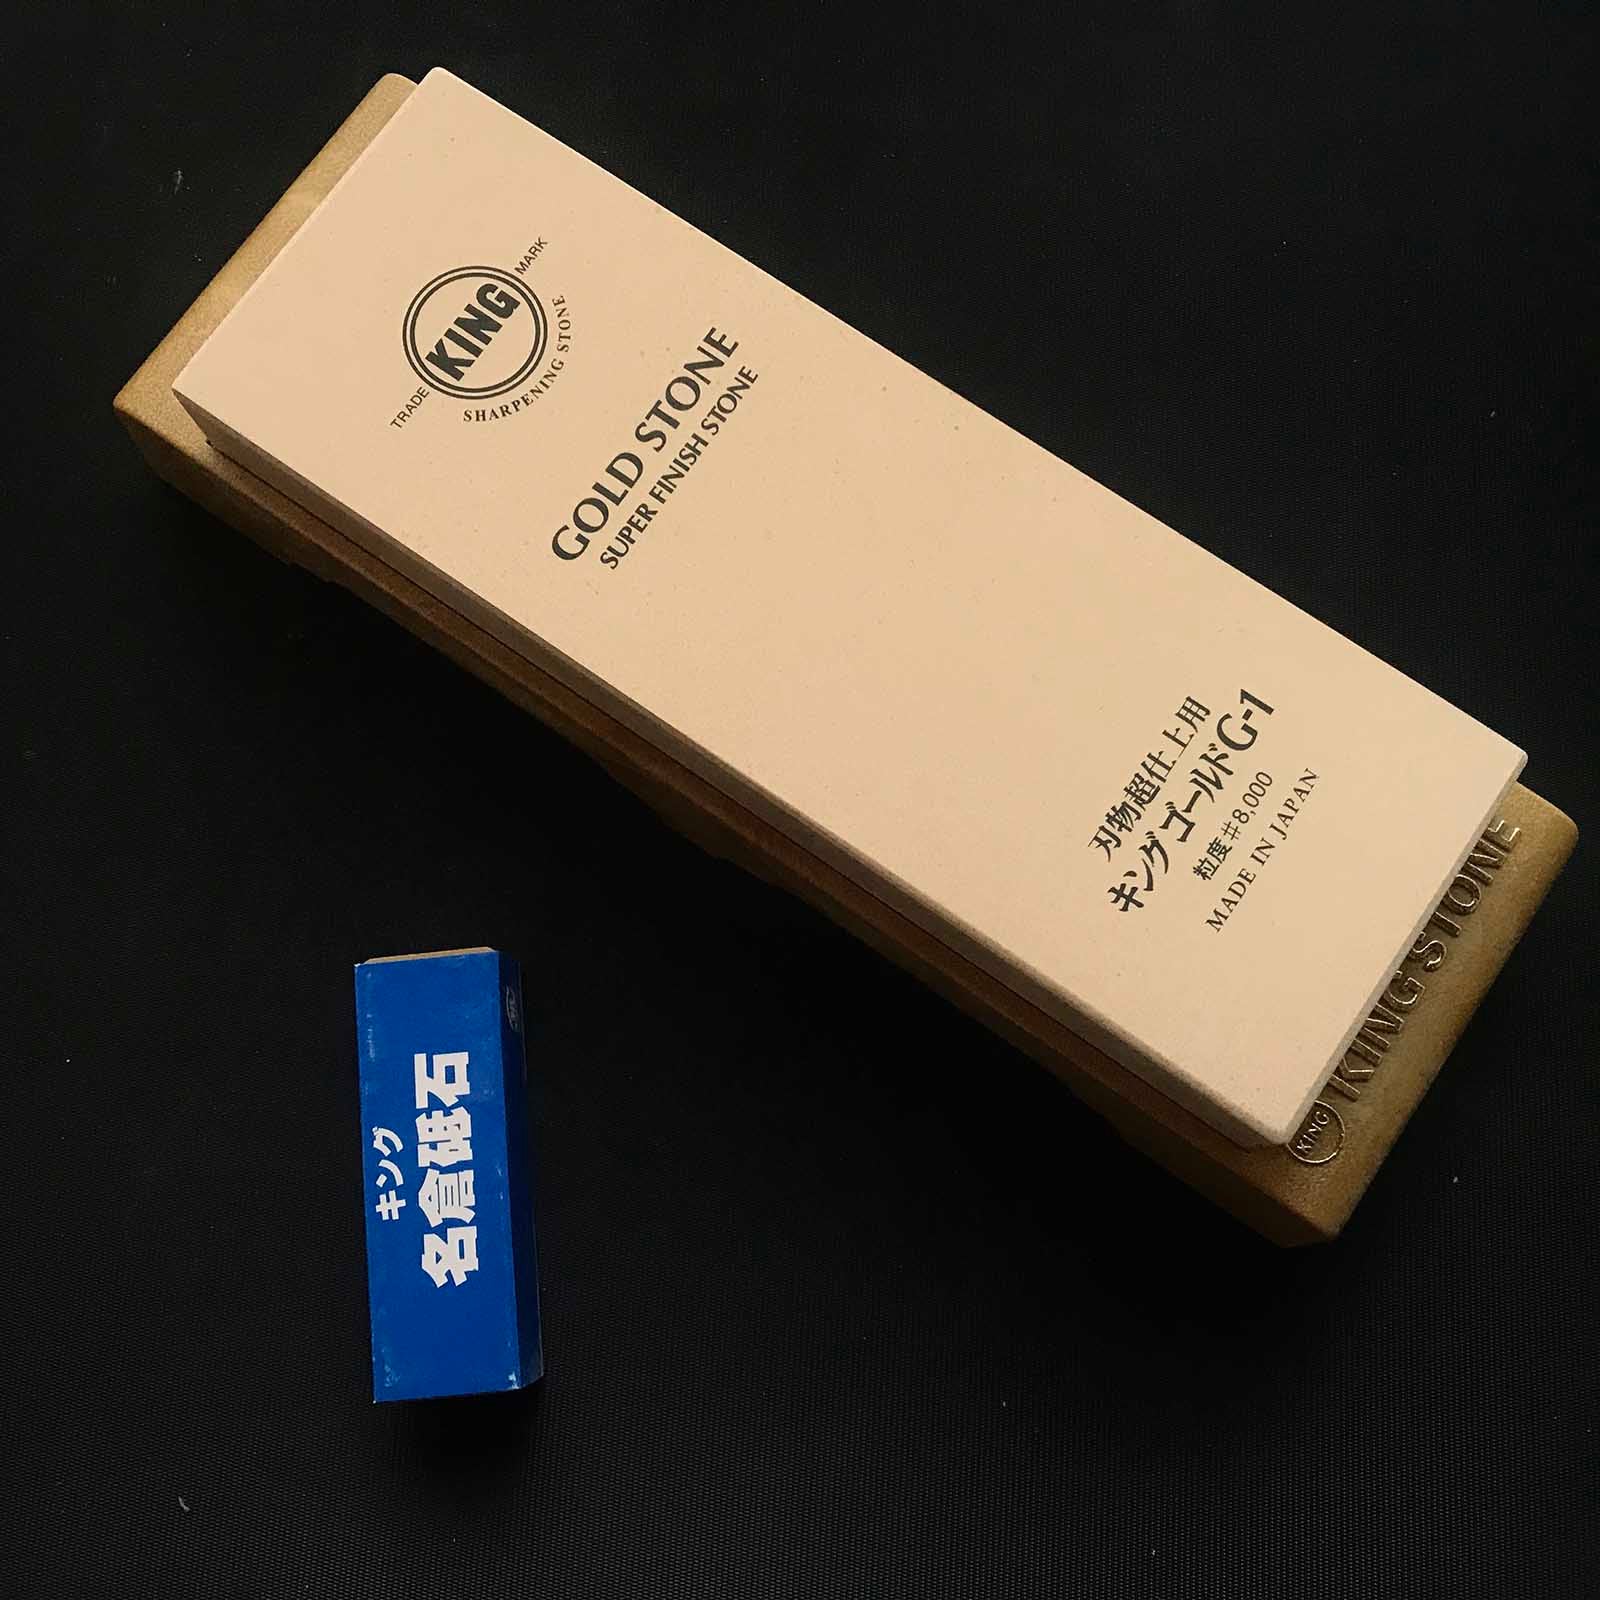 TRADE MARK
KING
SHARPENING STONE
GOLD STONE
SUPER FINISH STONE
刃物超仕上用
キングゴールドG-1
粒度#8,000
MADE IN JAPAN
KING
KING STONE
キング
名倉砥石